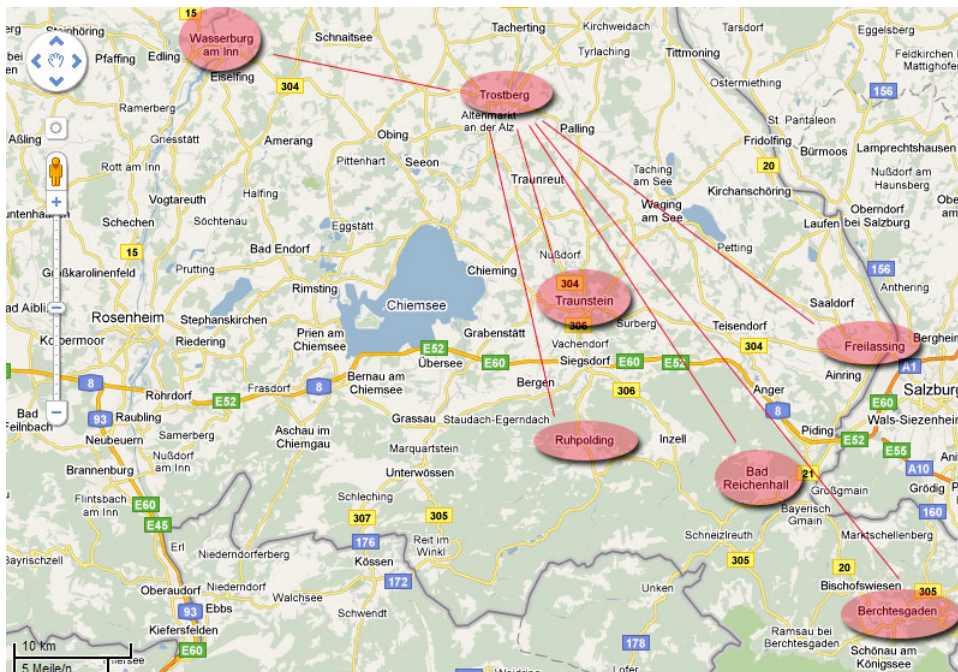 15
Steinhöring
Schnaitsee
Tacherting
Kirchweidach
Tarsdorf
Eggelsberg
Wasserburg
am Inn
Pfaffing
Edling
Eiselfing
304
Tyrlaching
Tittmoning
Feldkirchen
Mattighofen
Ostermiething
156
Trostberg
Ramerberg
Altenmarkt
an der Alz
Palling
St. Pantaleon
Griesstätt
Amerang
Obing
Fridolfing
Bürmoos
Lamprechtshausen
Rott am Inn
Pittenhart
Seeon
Traunreut
Taching
am See
20
Kirchanschöring
Nußdorf am
Haunsberg
Vogtareuth
Halfing
Waging
am See
Laufen
Oberndorf
bei Salzburg
Schechen
Söchtenau
Eggstätt
15
Bad Endorf
Nußdorf
Petting
Großkarolinenfeld
Prutting
Rimsting
Chieming
304
156
Anthering
Bad Aibling
Chiemsee
Traunstein
Saaldorf
Rosenheim
Stephanskirchen
Prien am
Chiemsee
Grabenstätt
306
Surberg
Teisendorf
Kolbermoor
Riedering
Vachendorf
304
Freilassing
Bergheim
E52
Übersee
E60
Siegsdorf
E60
E52
A1
Ainring
Salzburg
8
Rohrdorf
Frasdorf
8
Bernau am
Chiemsee
Bergen
306
Anger
E60
Bad
Feilnbach
93
Raubling
E52
8
Wals-Siezenheim
Neubeuern
Samerberg
Aschau im
Chiemgau
Grassau
Staudach-Egerndach
Piding
E52
Nußdorf
am Inn
Marquartstein
Ruhpolding
Inzell
E55
Brannenburg
Unterwössen
Bad
Reichenhall
21
A10
Großgmain
Grödig
Flintsbach
am Inn
E60
Schleching
307
305
Bayerisch
Gmain
160
E45
Reit im
Winkl
Schneizlreuth
Marktschellenberg
Erl
Niederndorferberg
176
Bayrischzell
Kössen
305
20
Oberaudorf
Niederndorf
172
Unken
Bischofswiesen
305
93
Ebbs
Walchsee
Schwendt
Berchtesgaden
Kiefersfelden
178
Ramsau bei
Berchtesgaden
Schönau am
Königssee
10 km
E60
Lofer